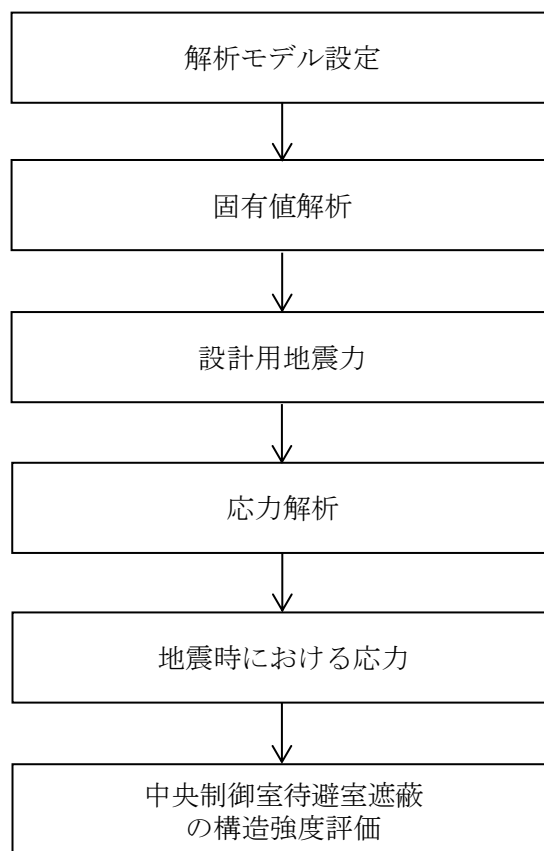 解析モデル設定
固有値解析
設計用地震力
応力解析
地震時における応力
中央制御室待避室遮蔽
の構造強度評価